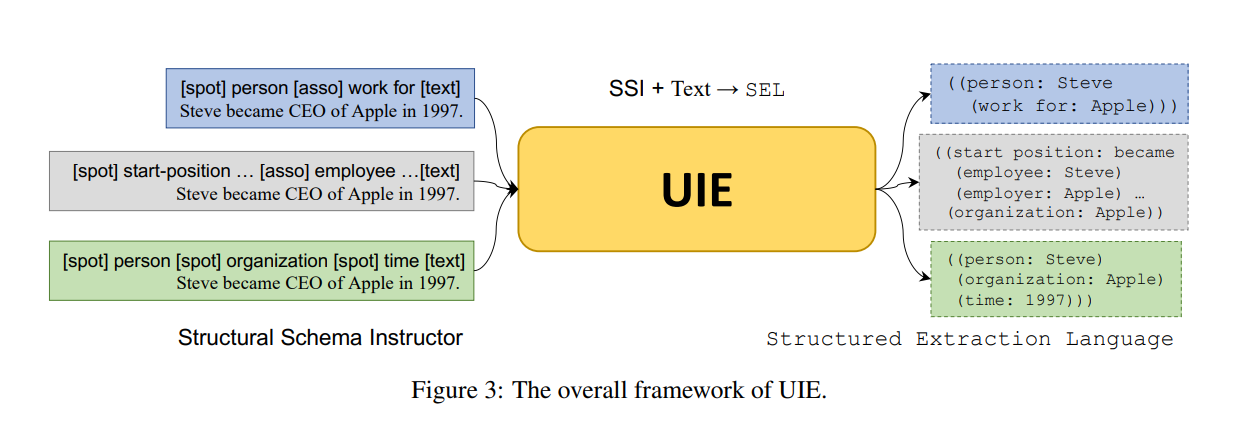 [spot] person [asso] work for [text]
Steve became CEO of Apple in 1997.
[spot] start-position … [asso] employee …[text]
Steve became CEO of Apple in 1997.
[spot] person [spot] organization [spot] time [text]
Steve became CEO of Apple in 1997.
Structural Schema Instructor
SSI + Text → SEL
UIE
((person: Steve
(work for: Apple)))
((start position: became
(employee: Steve)
(employer: Apple) …
(organization: Apple))
((person: Steve)
(organization: Apple)
(time: 1997)))
Structured Extraction Language
Figure 3: The overall framework of UIE.